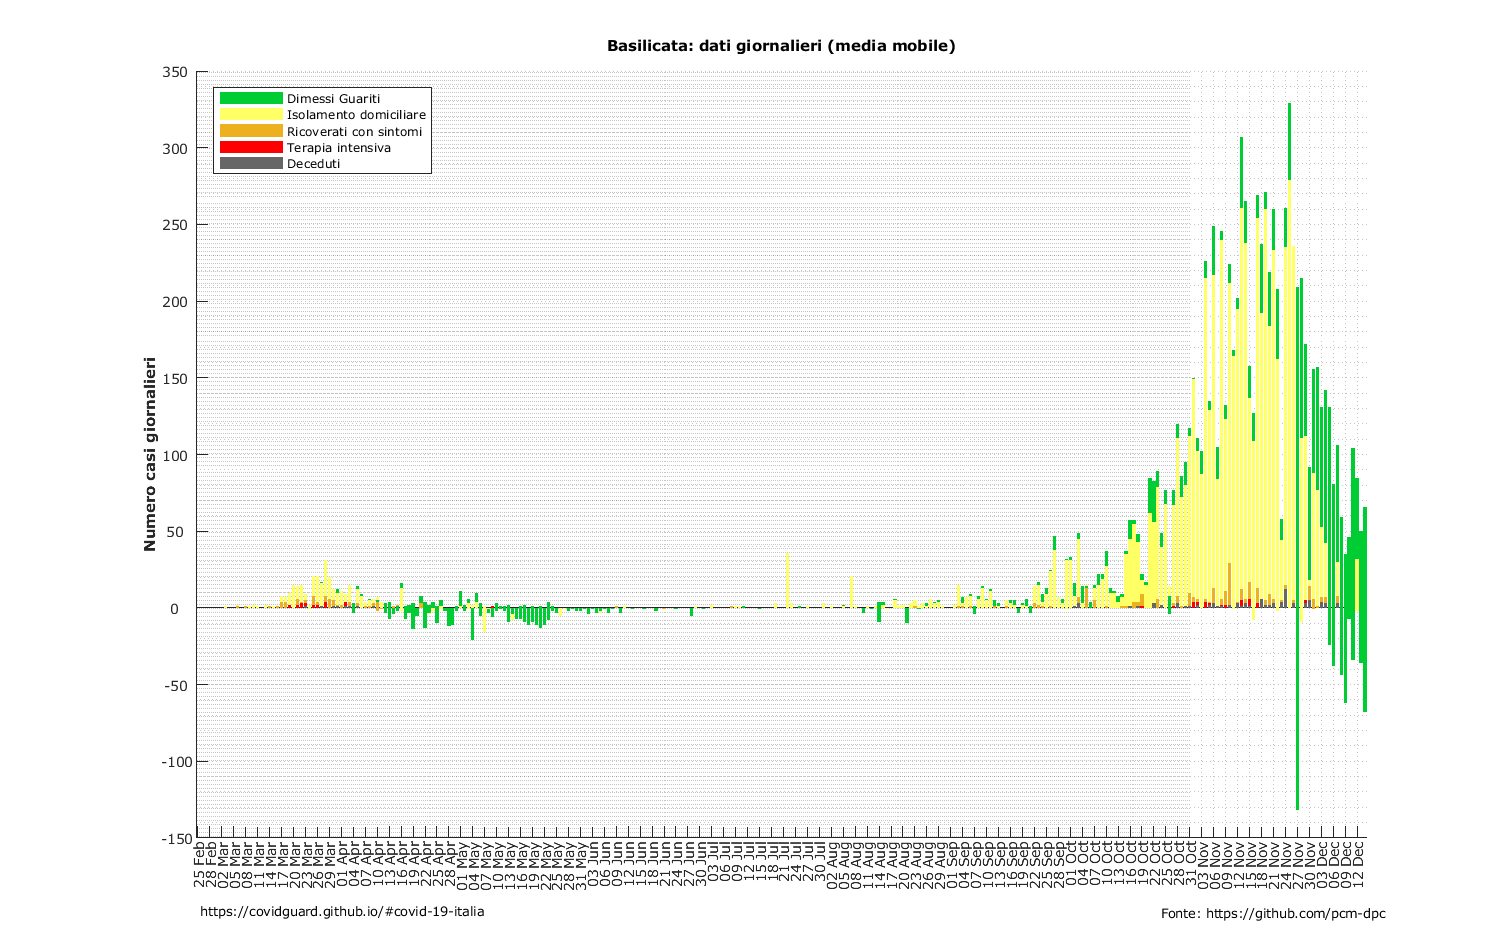 Basilicata: dati giornalieri (media mobile)
Numero casi giornalieri
350
300
250
200
150
100
50
0
-50
-100
-150
Dimessi Guariti
Isolamento domiciliare
Ricoverati con sintomi
Terapia intensiva
Deceduti
25 Feb
28 Feb
02 Mar
05 Mar
08 Mar
11 Mar
14 Mar
17 Mar
20 Mar
23 Mar
26 Mar
29 Mar
01 Apr
04 Apr
07 Apr
10 Apr
13 Apr
16 Apr
19 Apr
22 Apr
25 Apr
28 Apr
01 May
04 May
07 May
10 May
13 May
16 May
19 May
22 May
25 May
28 May
31 May
03 Jun
06 Jun
09 Jun
12 Jun
15 Jun
18 Jun
21 Jun
24 Jun
27 Jun
30 Jun
03 Jul
06 Jul
09 Jul
12 Jul
15 Jul
18 Jul
21 Jul
24 Jul
27 Jul
30 Jul
02 Aug
05 Aug
08 Aug
11 Aug
14 Aug
17 Aug
20 Aug
23 Aug
26 Aug
29 Aug
01 Sep
04 Sep
07 Sep
10 Sep
13 Sep
16 Sep
19 Sep
22 Sep
25 Sep
28 Sep
01 Oct
04 Oct
07 Oct
10 Oct
13 Oct
16 Oct
19 Oct
22 Oct
25 Oct
28 Oct
31 Oct
03 Nov
06 Nov
09 Nov
12 Nov
15 Nov
18 Nov
21 Nov
24 Nov
27 Nov
30 Nov
03 Dec
06 Dec
09 Dec
12 Dec
https://covidguard.github.io/#covid-19-italia
Fonte: https://github.com/pcm-dpc